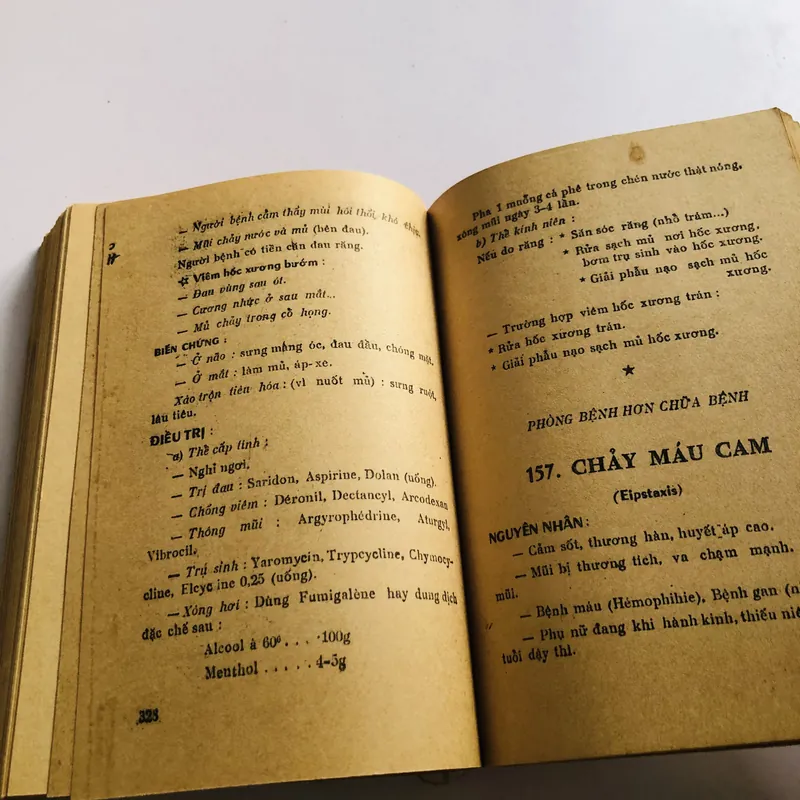 — Người bệnh cảm thấy mùi hôi thối, khó
— Mũi chảy nước và mủ (bên đau).
Người bệnh có tiền căn đau răng.
Viêm hốc xương bướm :
— Đau vùng sau ót.
— Cương nhức ở sau mắt...
— Mủ chảy trong cổ họng.
BIẾN CHỨNG :
— Ở não : sưng màng óc, đau đầu, chóng mặt.
— Ở mắt : làm mủ, áp-xe.
Xáo trộn tiêu hóa : (vì nuốt mủ) : sưng ruột,
lâu tiêu.
ĐIỀU TRỊ :
a) Thể cấp tính :
— Nghỉ ngơi.
— Trị đau : Saridon, Aspirine, Dolan (uống).
— Chống viêm : Déronil, Dectancyl, Arcodexan
— Thông mũi : Argyrophédrine, Aturgyl,
Vibrocil.
— Trụ sinh : Yaromycin, Trypcycline, Chymocy-
cline, Elcyc ine 0,25 (uống).
— Xông hơi : Dùng Fumigalène hay dung dịch
đặc chế sau :
Alcool à 60º . . . . 100g
Menthol . . . . . 4-5g
328
Pha 1 muỗng cà phê trong chén nước thật nóng,
xông mũi ngày 3-4 lần.
b) Thể kinh niên :
Nếu do răng : * Săn sóc răng (nhổ trám...)
* Rửa sạch mủ nơi hốc xương,
bơm trụ sinh vào hốc xương.
* Giải phẫu nạo sạch mủ hốc
xương.
— Trường hợp viêm hốc xương trán :
* Rửa hốc xương trán.
* Giải phẫu nạo sạch mủ hốc xương.
PHÒNG BỆNH HƠN CHỮA BỆNH
157. CHẢY MÁU CAM
(Eipstaxis)
NGUYÊN NHÂN :
— Cảm sốt, thương hàn, huyết áp cao.
— Mũi bị thương tích, va chạm mạnh.
mũi.
— Bệnh máu (Hémophihie), Bệnh gan (n
— Phụ nữ đang khi hành kinh, thiếu niê
tuổi dậy thì.